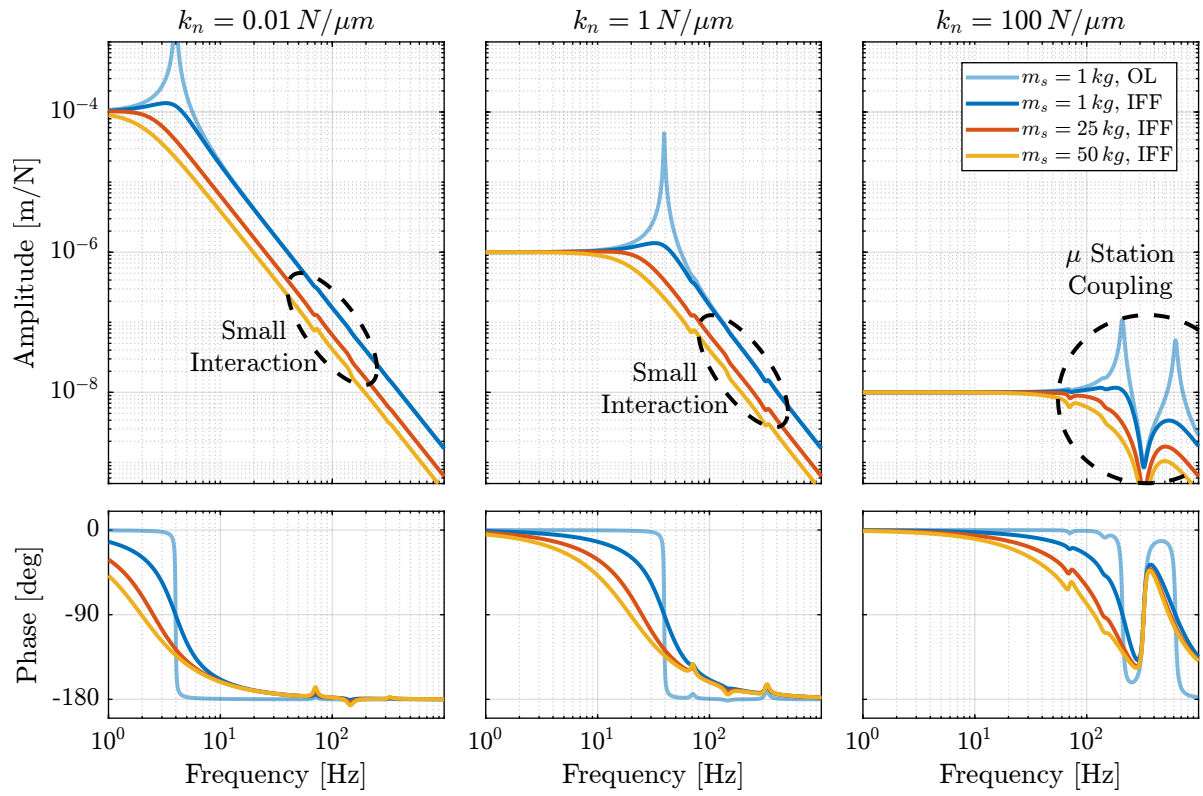 k_n = 0.01 N/μm
k_n = 1 N/μm
k_n = 100 N/μm
Amplitude [m/N]
10^{-4}
10^{-6}
10^{-8}
Small
Interaction
Small
Interaction
m_s = 1 kg, OL
m_s = 1 kg, IFF
m_s = 25 kg, IFF
m_s = 50 kg, IFF
μ Station
Coupling
Phase [deg]
0
-90
-180
10^0
10^1
10^2
10^0
10^1
10^2
10^0
10^1
10^2
Frequency [Hz]
Frequency [Hz]
Frequency [Hz]